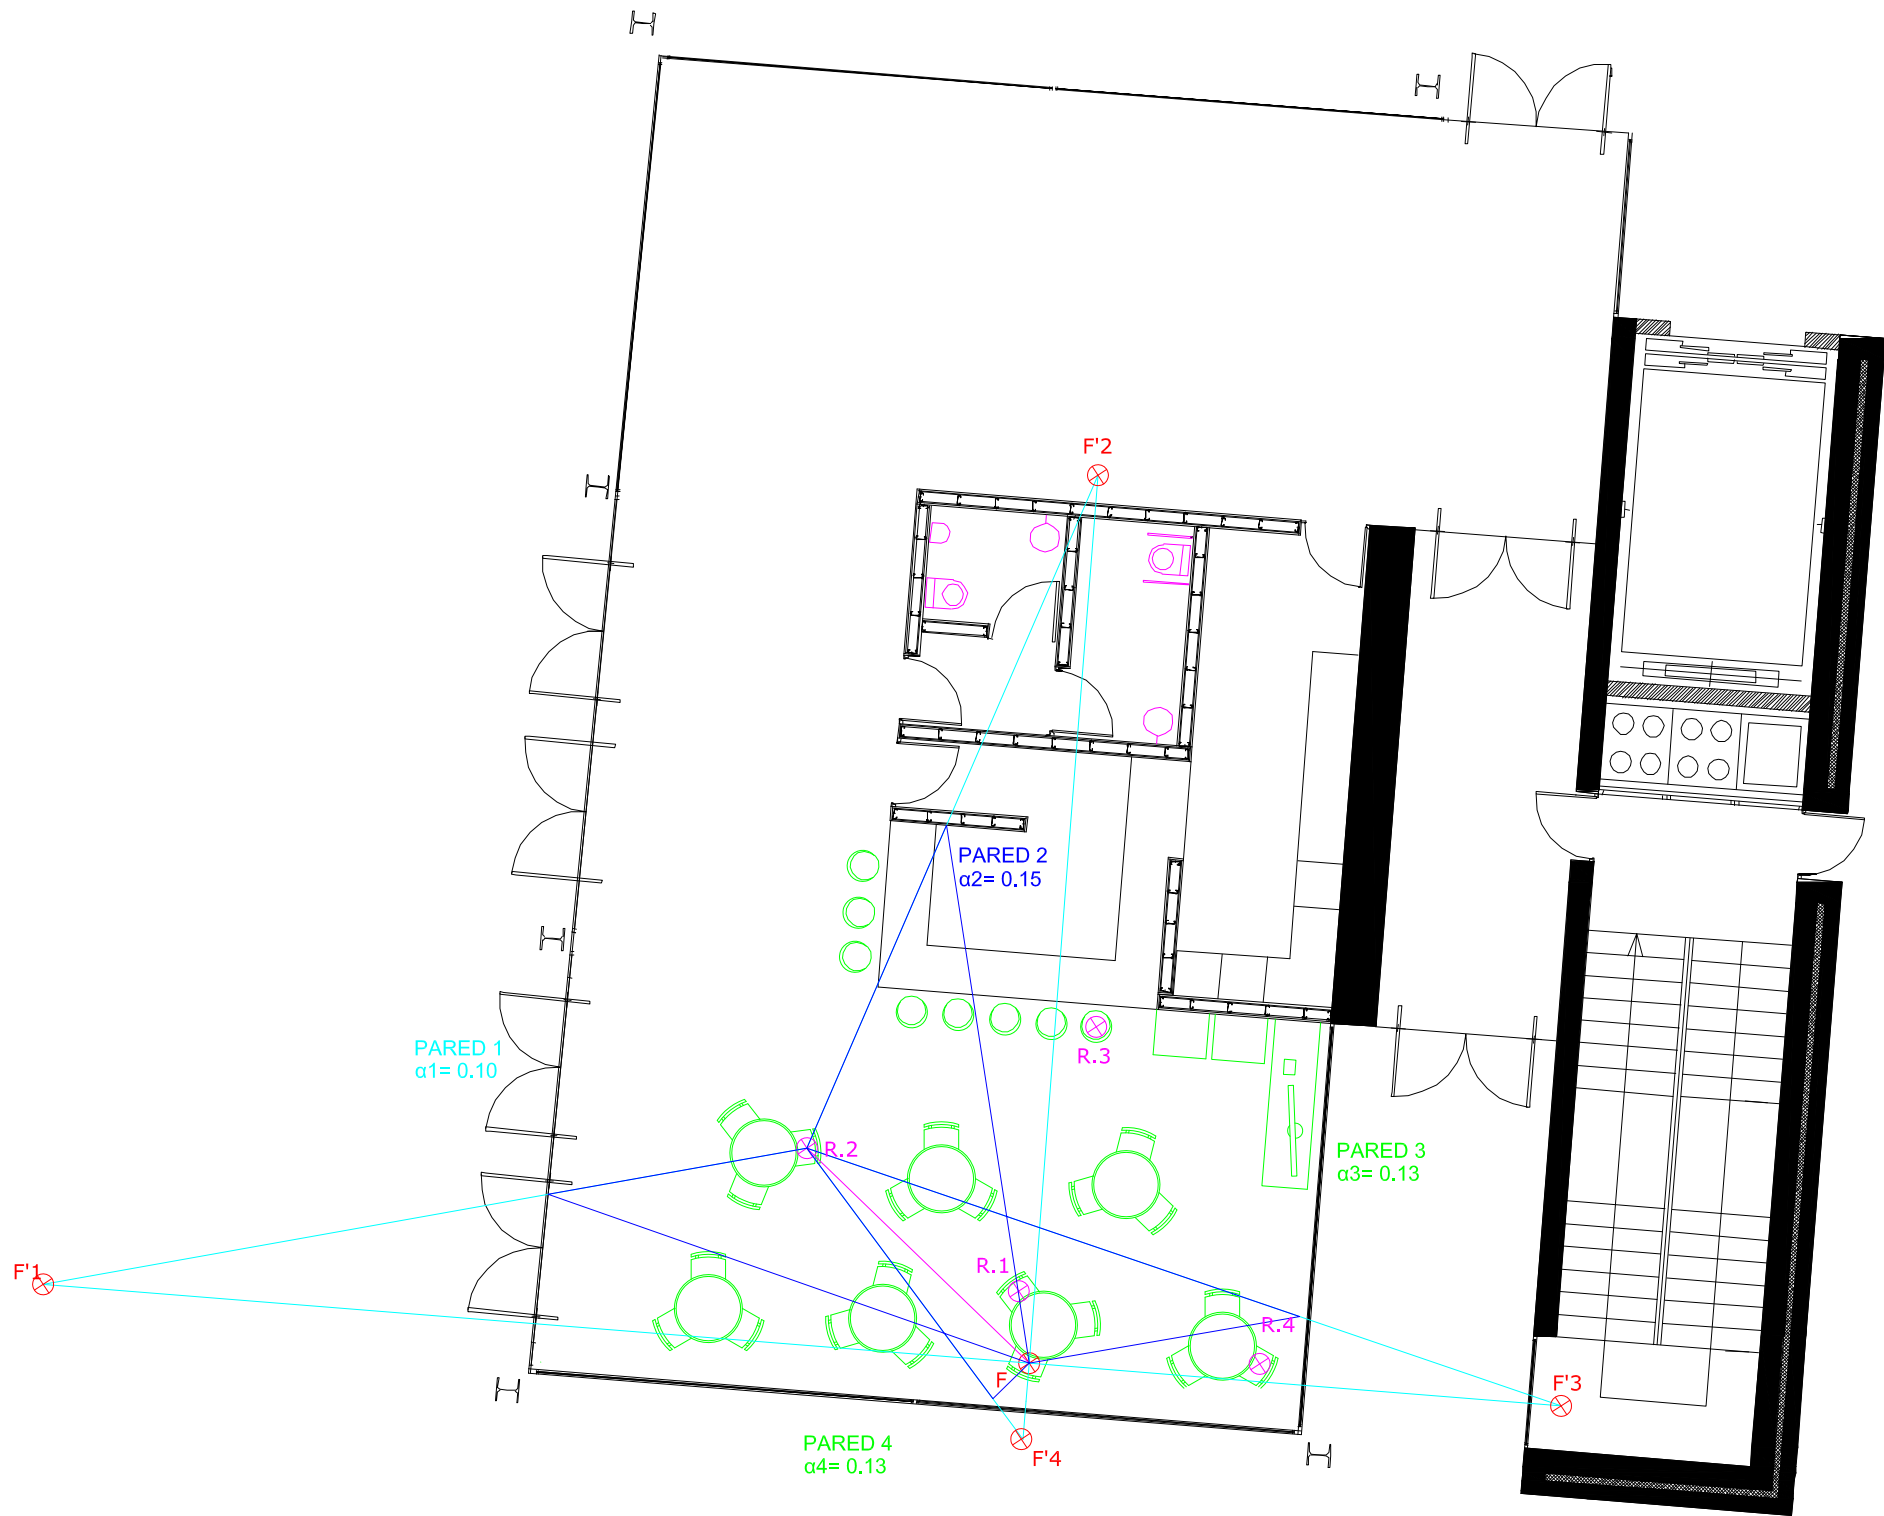 F'2
PARED 2
α2= 0.15
PARED 1
α1= 0.10
R.3
R.2
PARED 3
α3= 0.13
R.1
F'1
R.4
F
F'3
PARED 4
α4= 0.13
F'4